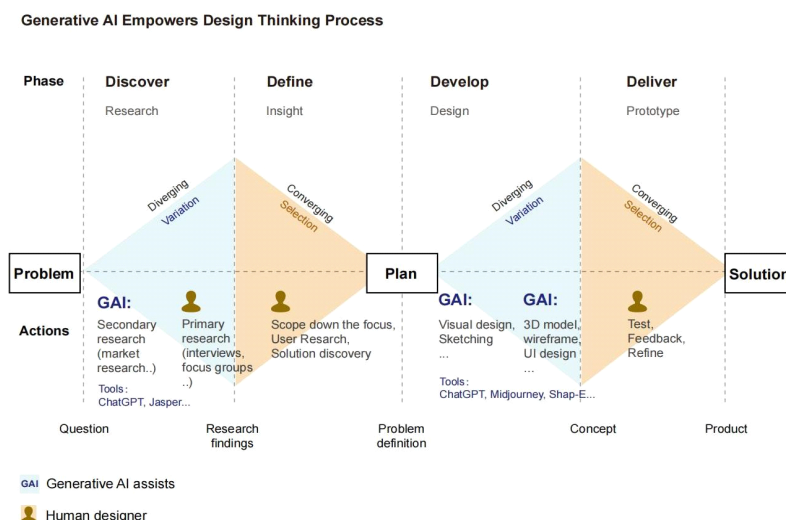 Generative AI Empowers Design Thinking Process
Phase
Discover
Define
Develop
Deliver
Research
Insight
Design
Prototype
Diverging
Variation
Converging
Selection
Diverging
Variation
Converging
Selection
Problem
Plan
Solution
Actions
GAI:
Secondary
research
(market
research..)
Tools:
ChatGPT, Jasper...
Primary
research
(interviews,
focus groups
..)
Scope down the focus,
User Resarch,
Solution discovery
GAI:
Visual design,
Sketching
...
GAI:
3D model,
wireframe,
UI design
...
Tools:
ChatGPT, Midjourney, Shap-E...
Test,
Feedback,
Refine
Question
Research
findings
Problem
definition
Concept
Product
GAI Generative AI assists
Human designer